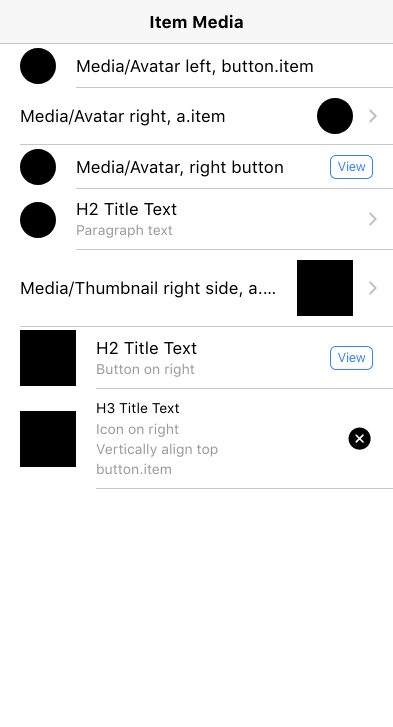 Item Media
Media/Avatar left, button.item
Media/Avatar right, a.item
Media/Avatar, right button
View
H2 Title Text
Paragraph text
Media/Thumbnail right side, a....
H2 Title Text
Button on right
View
H3 Title Text
Icon on right
Vertically align top
button.item